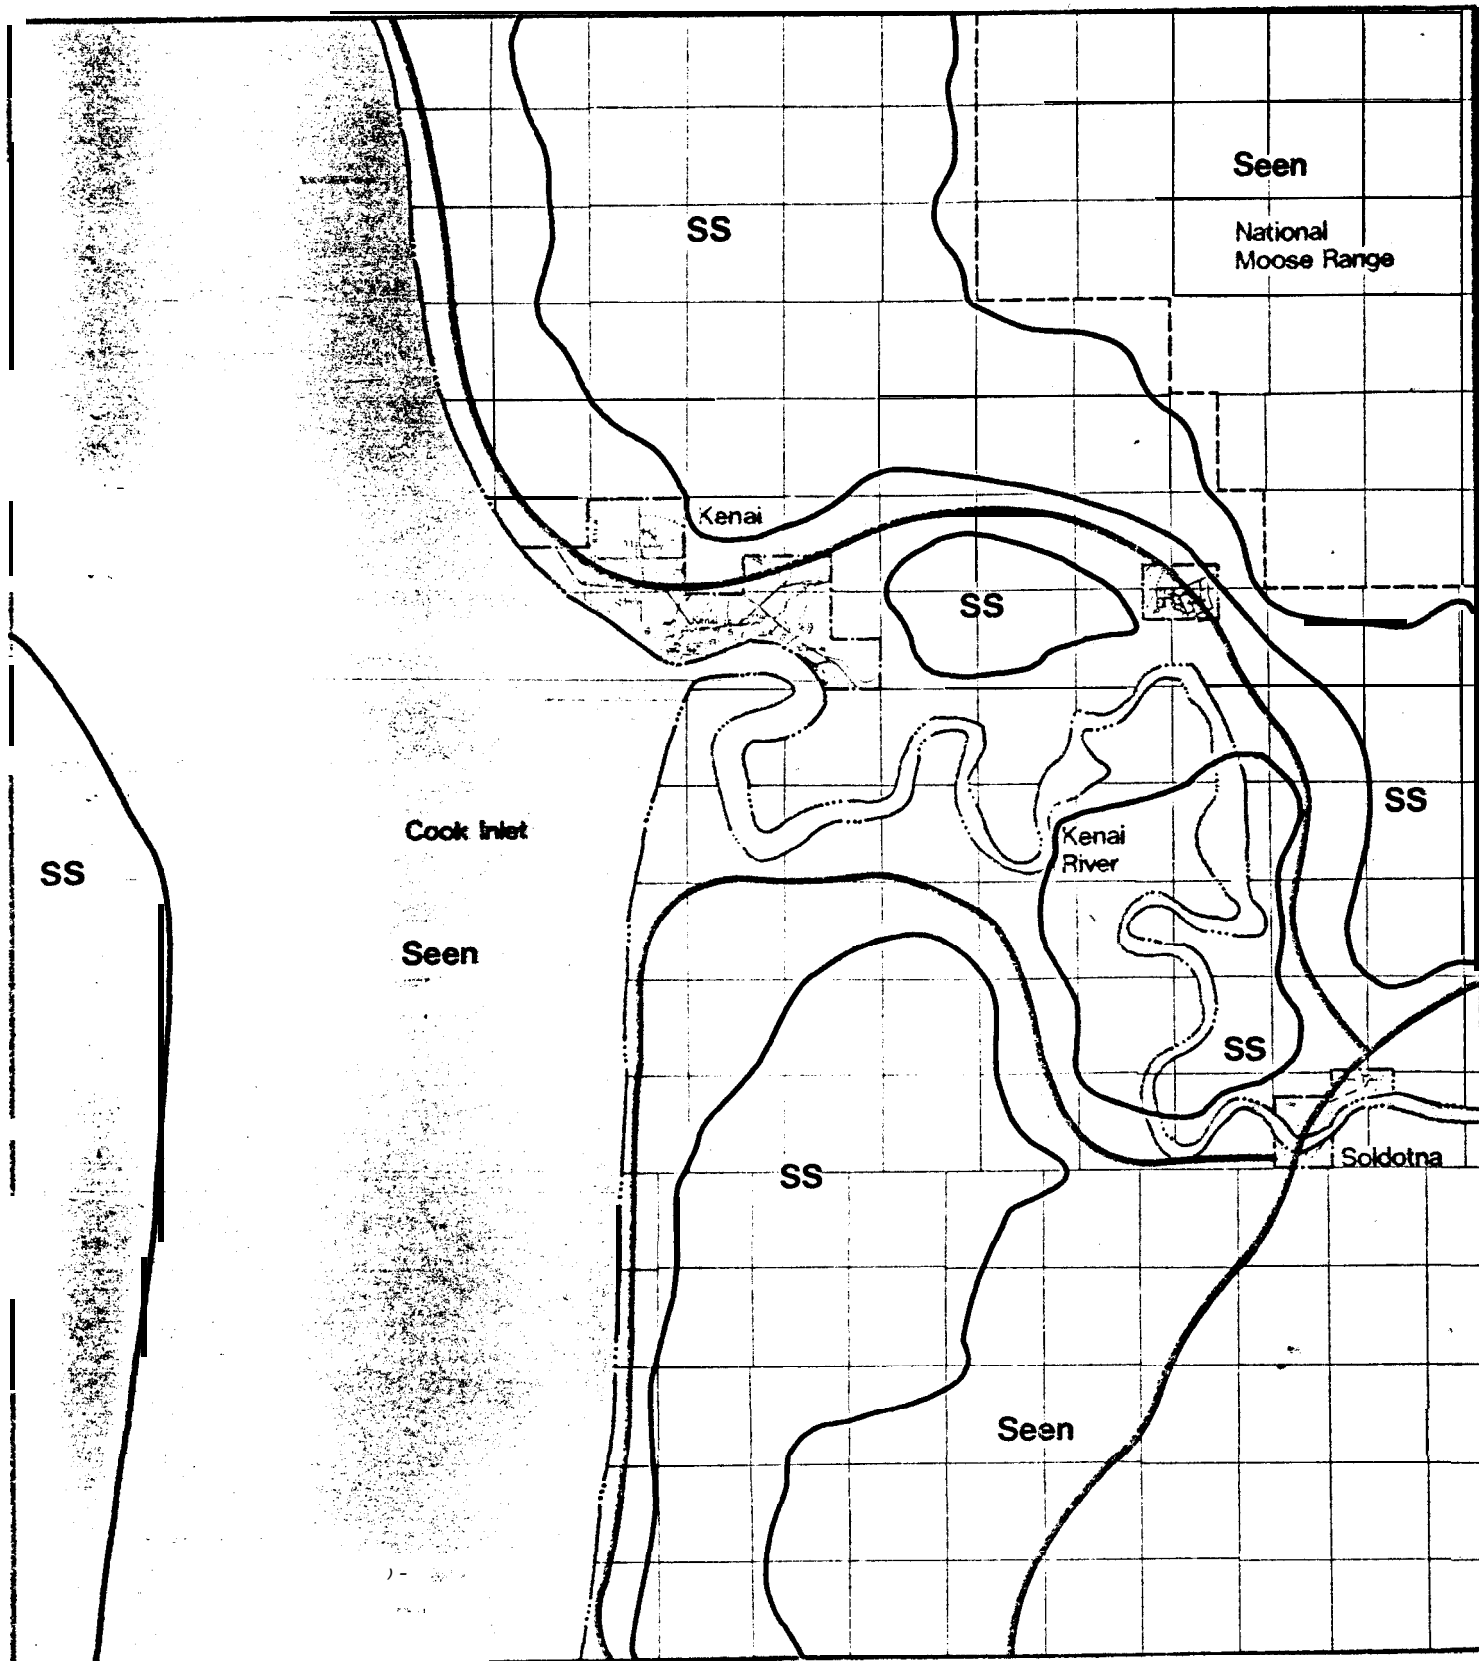 Seen
SS
National
Moose Range
Kenai
SS
SS
Cook Inlet
Kenai
River
SS
Seen
SS
Soldotna
SS
Seen